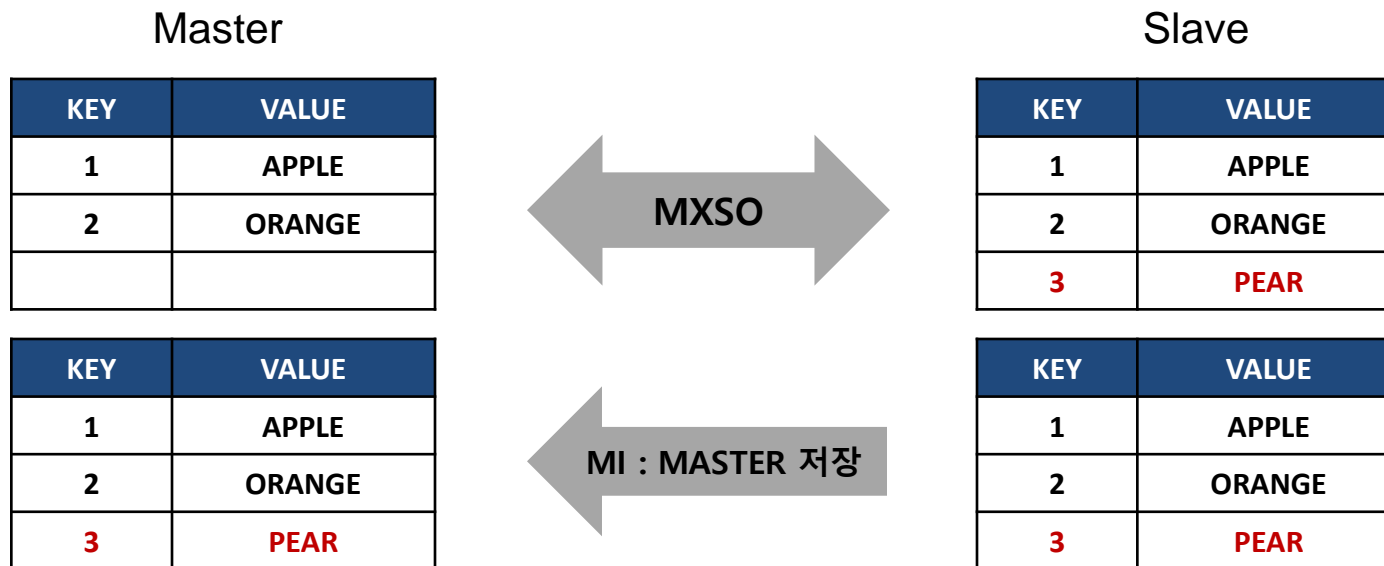 Master
Slave
KEY VALUE
1 APPLE
2 ORANGE
MXSO
KEY VALUE
1 APPLE
2 ORANGE
3 PEAR
KEY VALUE
1 APPLE
2 ORANGE
3 PEAR
MI : MASTER 저장
KEY VALUE
1 APPLE
2 ORANGE
3 PEAR